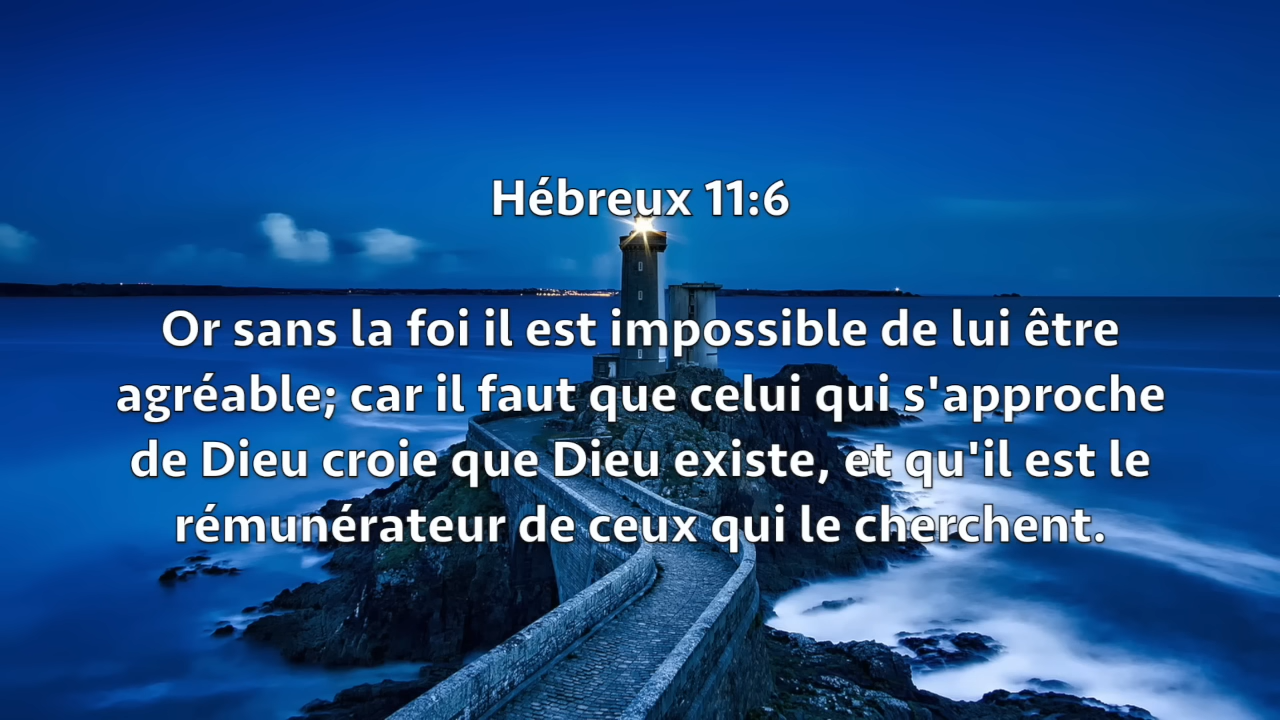 Hébreux 11:6
Or sans la foi il est impossible de lui être
agréable; car il faut que celui qui s'approche
de Dieu croie que Dieu existe, et qu'il est le
rémunérateur de ceux qui le cherchent.